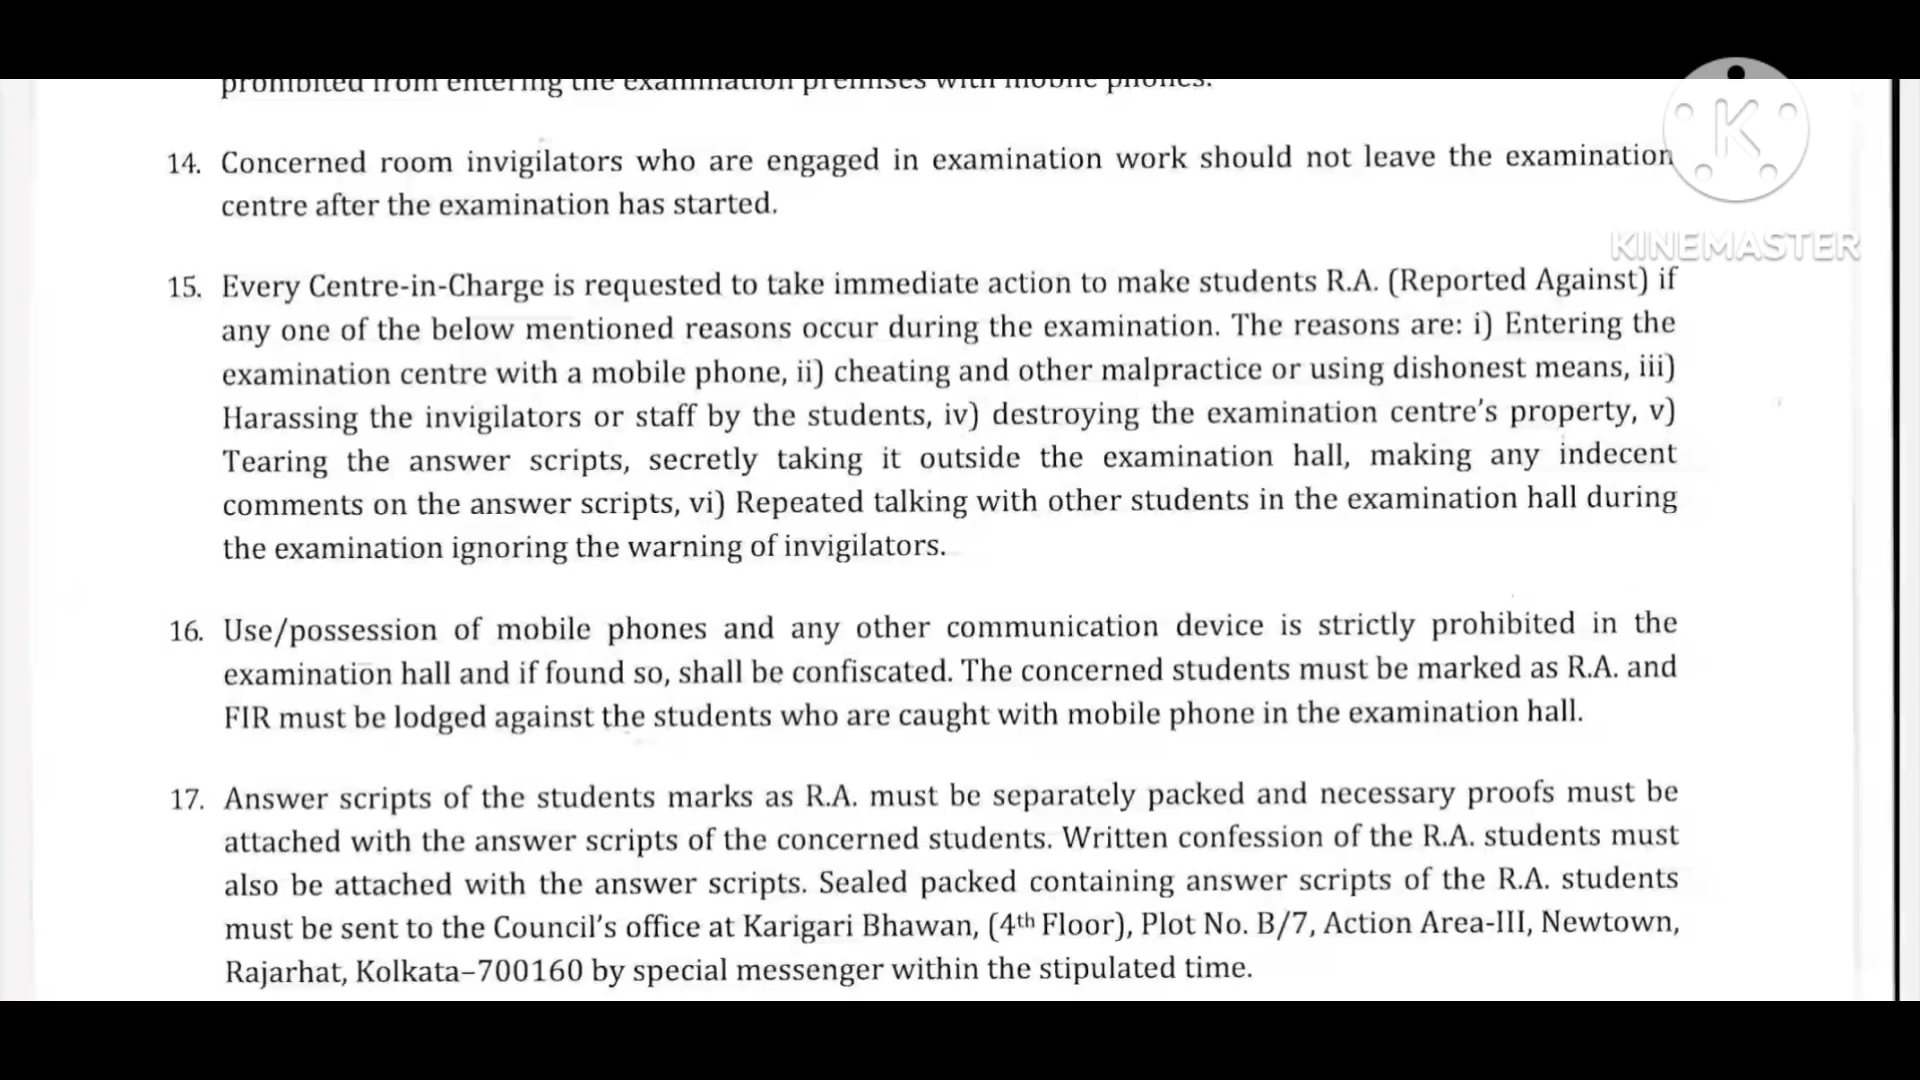 prohibited from entering the examination premises with mobile phones.
14. Concerned room invigilators who are engaged in examination work should not leave the examination
centre after the examination has started.
15. Every Centre-in-Charge is requested to take immediate action to make students R.A. (Reported Against) if
any one of the below mentioned reasons occur during the examination. The reasons are: i) Entering the
examination centre with a mobile phone, ii) cheating and other malpractice or using dishonest means, iii)
Harassing the invigilators or staff by the students, iv) destroying the examination centre's property, v)
Tearing the answer scripts, secretly taking it outside the examination hall, making any indecent
comments on the answer scripts, vi) Repeated talking with other students in the examination hall during
the examination ignoring the warning of invigilators.
16. Use/possession of mobile phones and any other communication device is strictly prohibited in the
examination hall and if found so, shall be confiscated. The concerned students must be marked as R.A. and
FIR must be lodged against the students who are caught with mobile phone in the examination hall.
17. Answer scripts of the students marks as R.A. must be separately packed and necessary proofs must be
attached with the answer scripts of the concerned students. Written confession of the R.A. students must
also be attached with the answer scripts. Sealed packed containing answer scripts of the R.A. students
must be sent to the Council's office at Karigari Bhawan, (4th Floor), Plot No. B/7, Action Area-III, Newtown,
Rajarhat, Kolkata–700160 by special messenger within the stipulated time.
K
KINEMASTER